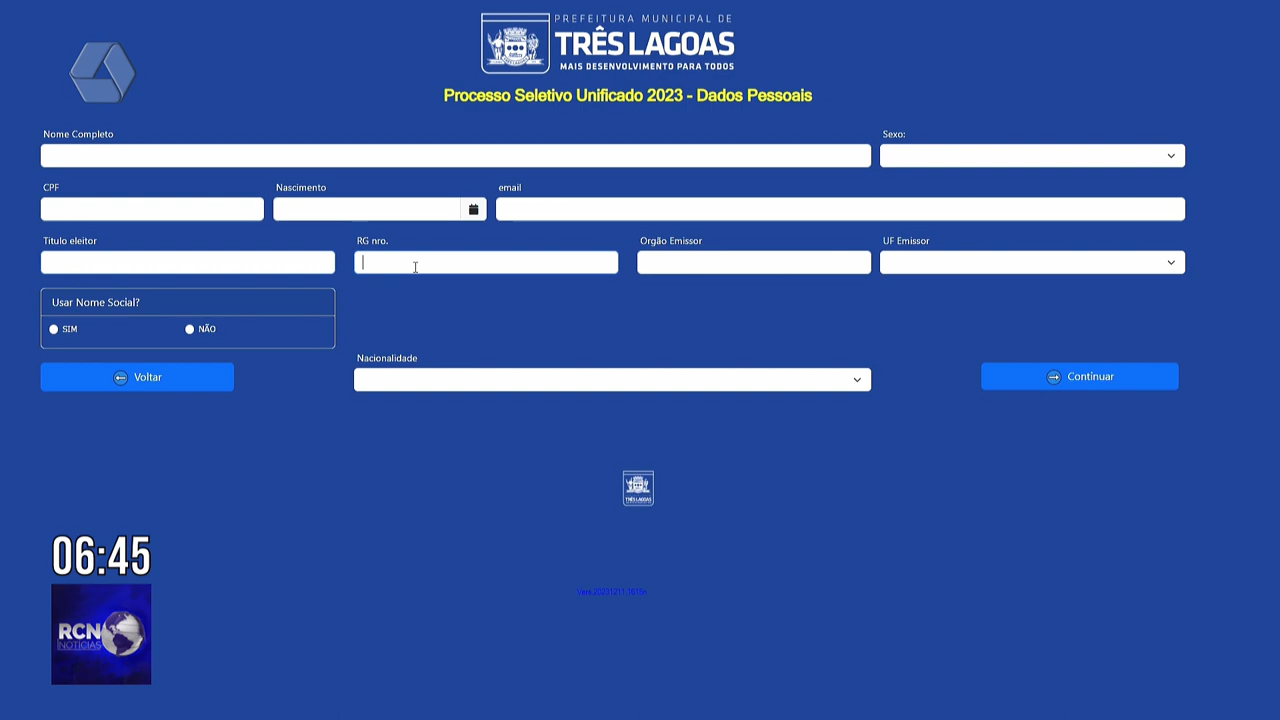 PREFEITURA MUNICIPAL DE
TRÊS LAGOAS
MAIS DESENVOLVIMENTO PARA TODOS
Processo Seletivo Unificado 2023 - Dados Pessoais
Nome Completo
Sexo:
CPF
Nascimento
email
Titulo eleitor
RG nro.
Orgão Emissor
UF Emissor
Usar Nome Social?
SIM
NÃO
Nacionalidade
Voltar
Continuar
TRÊS LAGOAS
06:45
RCN
NOTÍCIAS